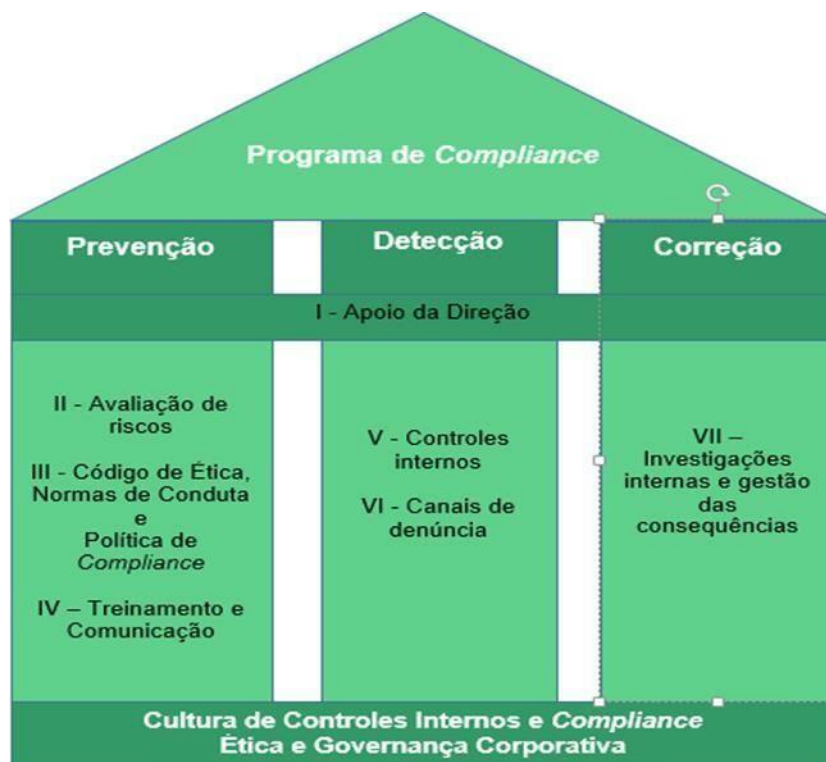 Programa de Compliance
Prevenção
Detecção
Correção
I - Apoio da Direção
II - Avaliação de
riscos
III - Código de Ética,
Normas de Conduta
e
Política de
Compliance
IV – Treinamento e
Comunicação
V - Controles
internos
VI - Canais de
denúncia
VII –
Investigações
internas e gestão
das
consequências
Cultura de Controles Internos e Compliance
Ética e Governança Corporativa